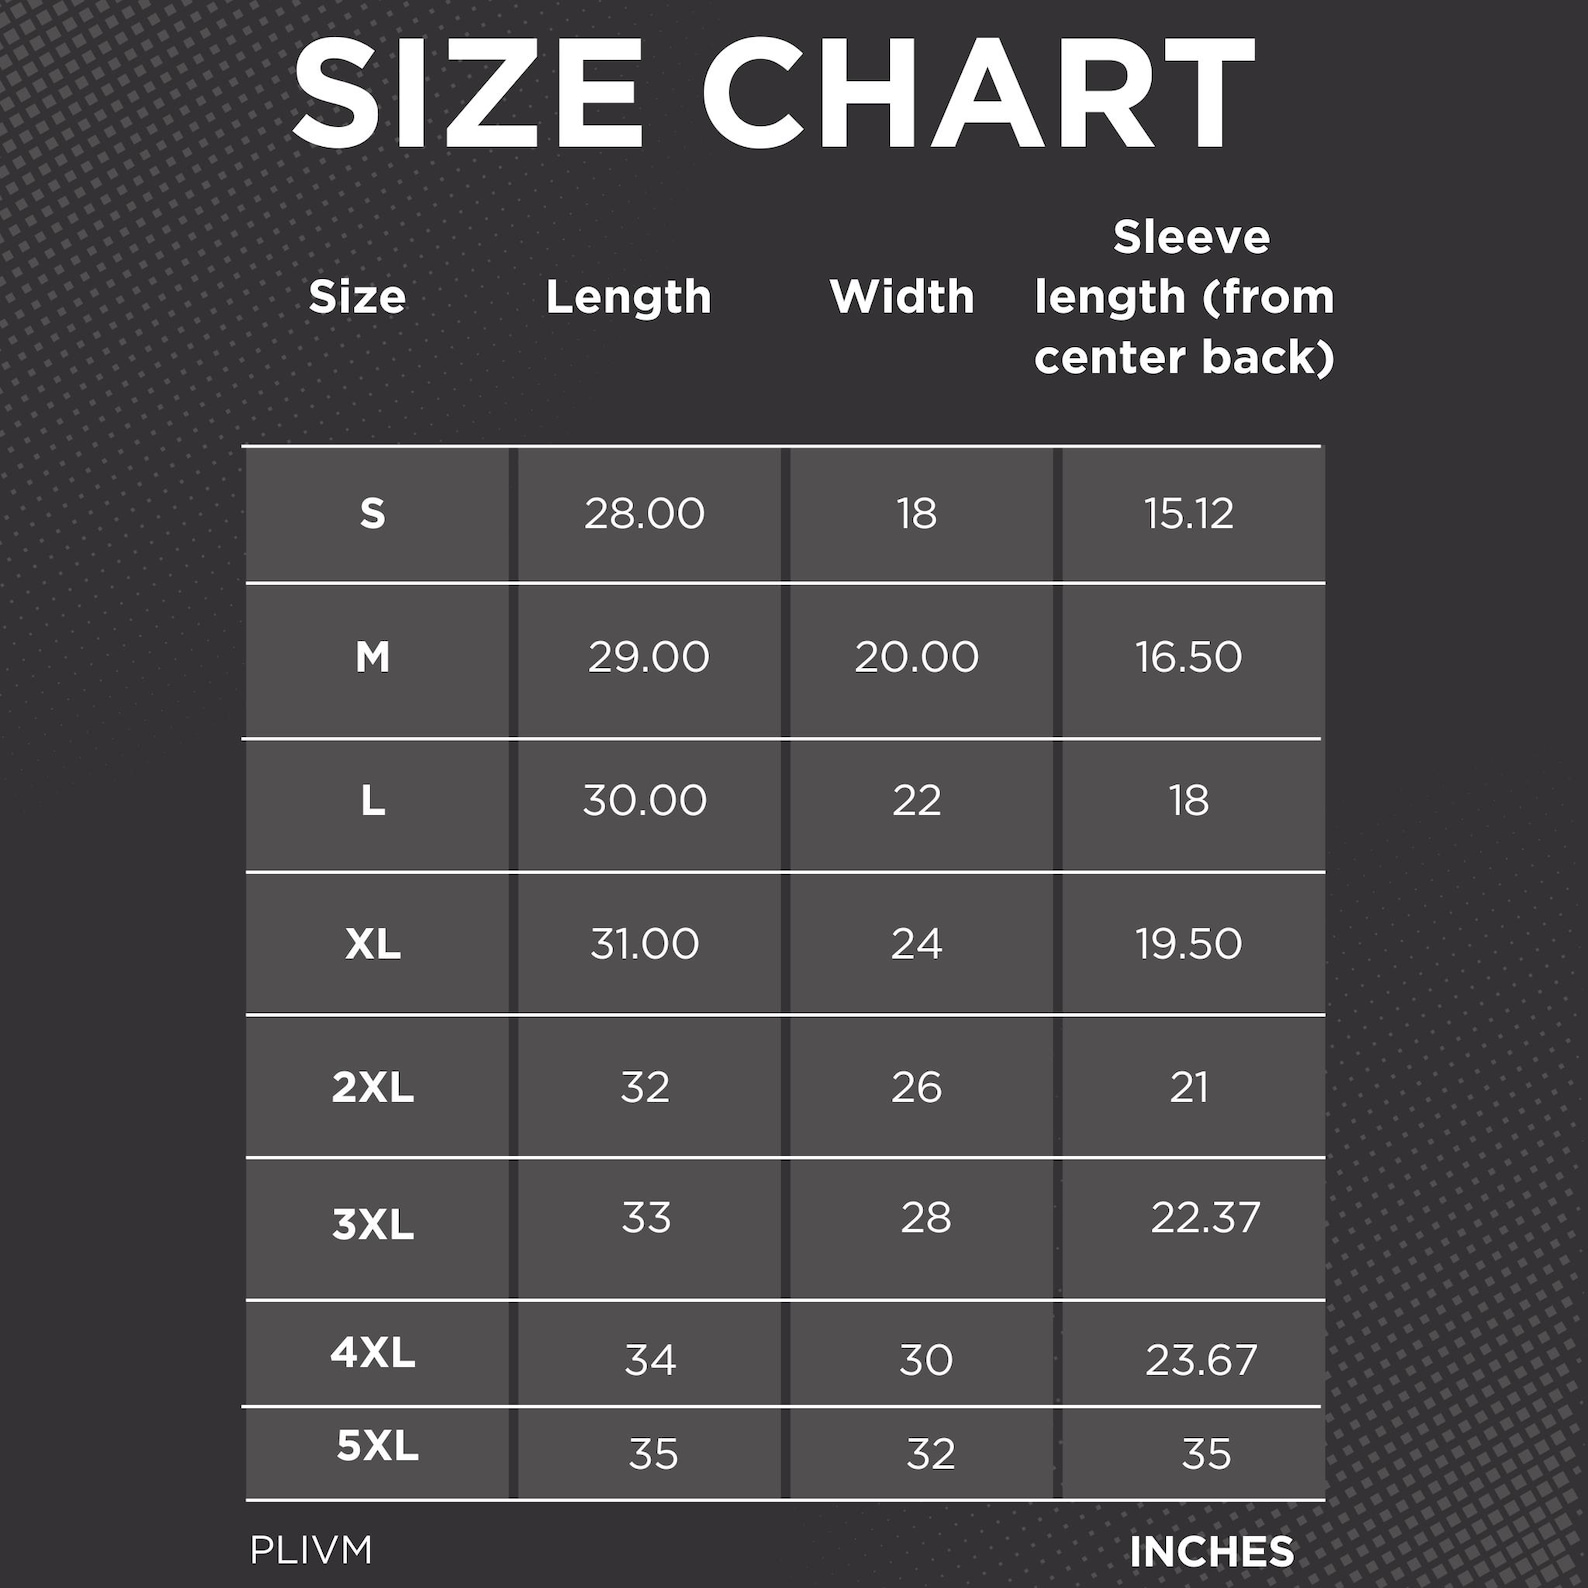 SIZE CHART
Size Length Width Sleeve length (from center back)
S 28.00 18 15.12
M 29.00 20.00 16.50
L 30.00 22 18
XL 31.00 24 19.50
2XL 32 26 21
3XL 33 28 22.37
4XL 34 30 23.67
5XL 35 32 35
PLIVM INCHES